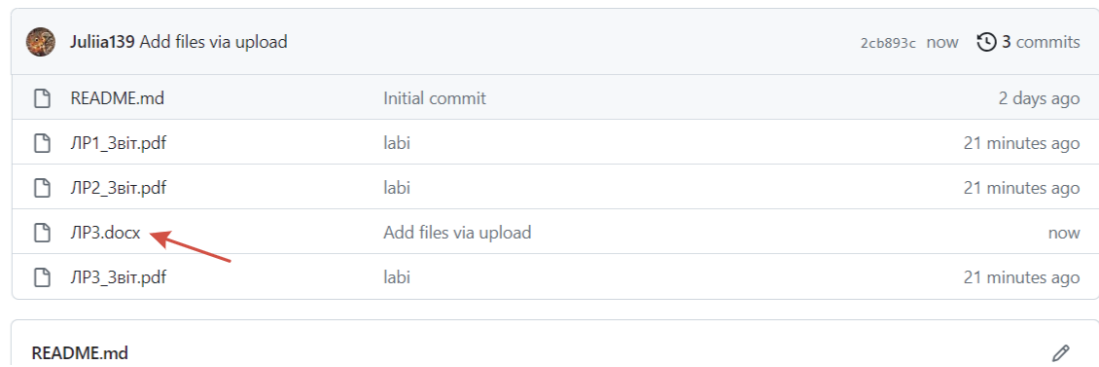 Juliia139 Add files via upload 2cb893c now 3 commits
README.md Initial commit 2 days ago
ЛР1_Звіт.pdf labi 21 minutes ago
ЛР2_Звіт.pdf labi 21 minutes ago
ЛР3.docx Add files via upload now
ЛР3_Звіт.pdf labi 21 minutes ago
README.md